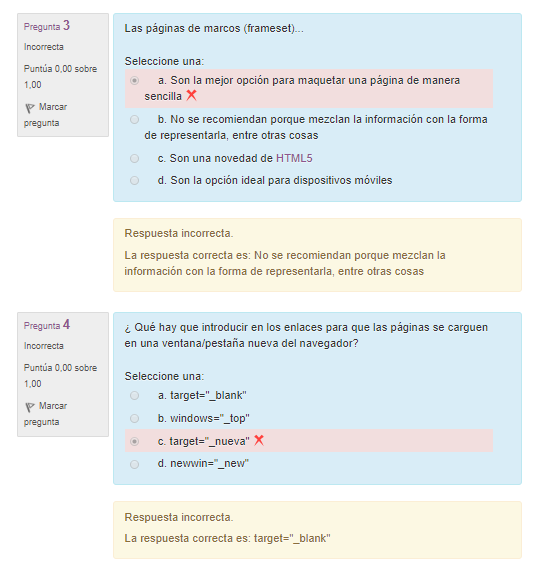 Pregunta 3
Incorrecta
Puntúa 0,00 sobre
1,00
Marcar
pregunta
Las páginas de marcos (frameset)...
Seleccione una:
a. Son la mejor opción para maquetar una página de manera
sencilla
b. No se recomiendan porque mezclan la información con la forma
de representarla, entre otras cosas
c. Son una novedad de HTML5
d. Son la opción ideal para dispositivos móviles
Respuesta incorrecta.
La respuesta correcta es: No se recomiendan porque mezclan la
información con la forma de representarla, entre otras cosas
Pregunta 4
Incorrecta
Puntúa 0,00 sobre
1,00
Marcar
pregunta
¿ Qué hay que introducir en los enlaces para que las páginas se carguen
en una ventana/pestaña nueva del navegador?
Seleccione una:
a. target="_blank"
b. windows="_top"
c. target="_nueva"
d. newwin="_new"
Respuesta incorrecta.
La respuesta correcta es: target="_blank"